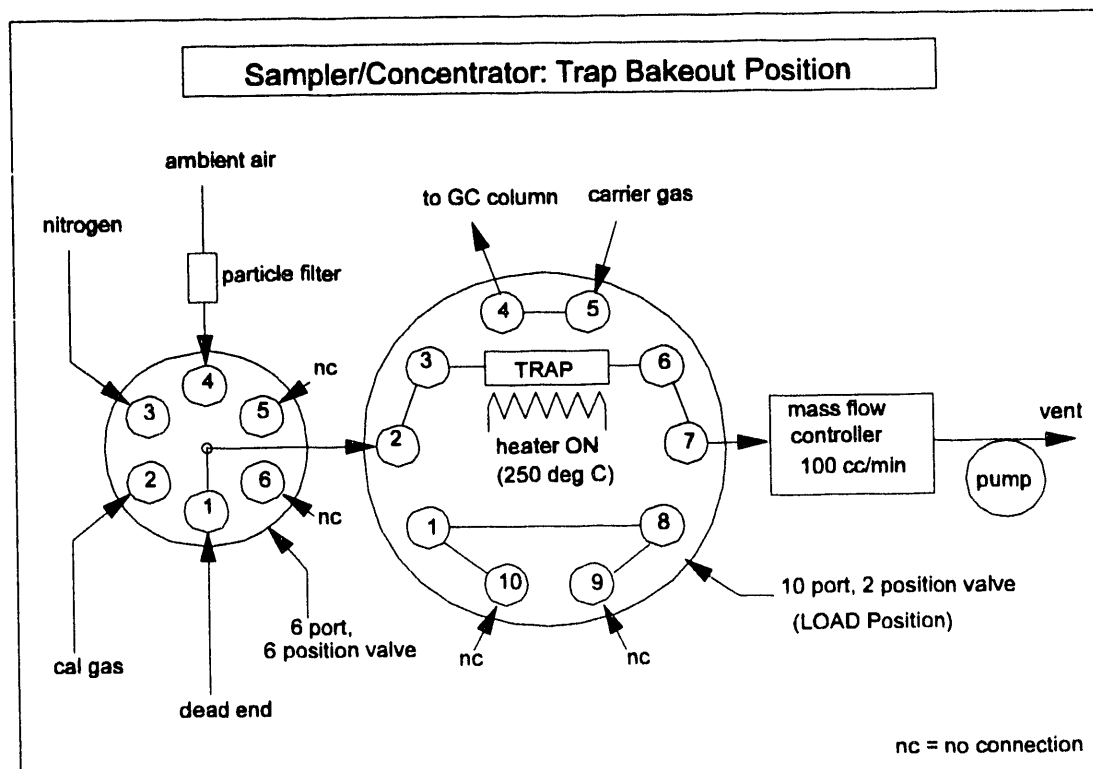 Sampler/Concentrator: Trap Bakeout Position
ambient air
nitrogen
particle filter
to GC column
carrier gas
4
5
3
TRAP
6
heater ON
(250 deg C)
2
7
4
nc
3
5
2
6
1
nc
1
8
10
9
mass flow
controller
100 cc/min
vent
pump
10 port, 2 position valve
(LOAD Position)
6 port,
6 position valve
nc
nc
cal gas
dead end
nc = no connection